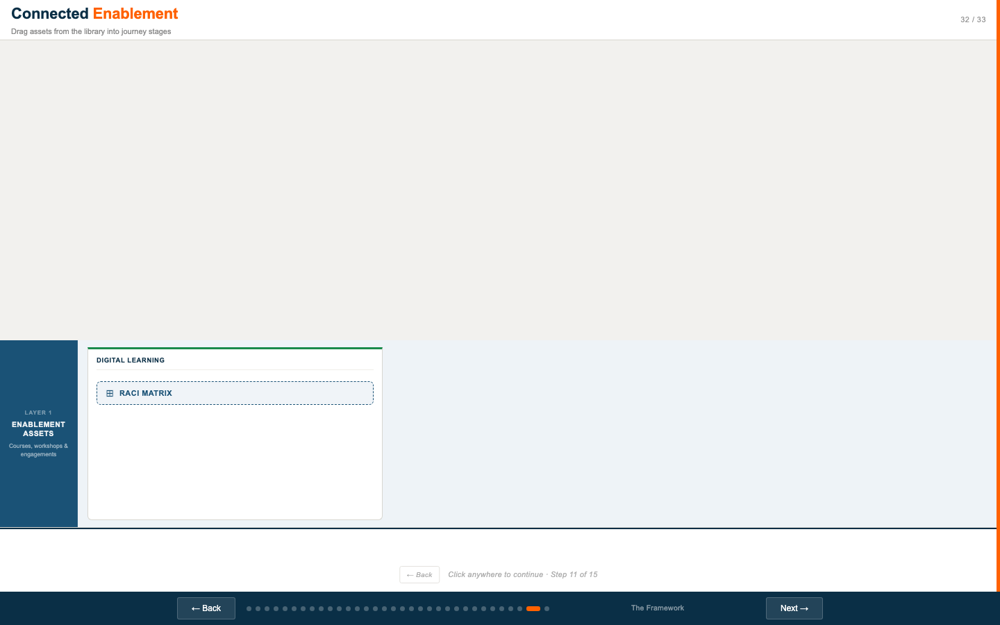 Connected Enablement
Drag assets from the library into journey stages
32 / 33
LAYER 1
ENABLEMENT
ASSETS
Courses, workshops &
engagements
DIGITAL LEARNING
RACI MATRIX
← Back
Click anywhere to continue · Step 11 of 15
← Back
The Framework
Next →